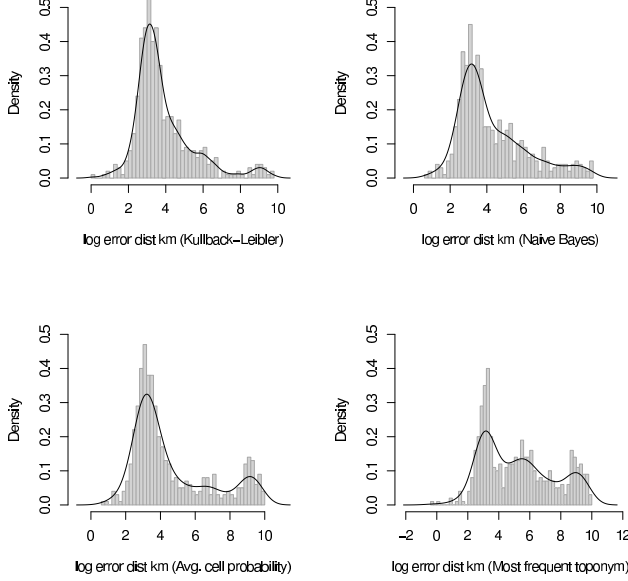 0.5 0.5
0.4 0.4
0.3 0.3
0.2 0.2
0.1 0.1
0.0 0.0
Density Density
0 2 4 6 8 10 0 2 4 6 8 10
log error dist km (Kullback−Leibler) log error dist km (Naive Bayes)
0.5 0.5
0.4 0.4
0.3 0.3
0.2 0.2
0.1 0.1
0.0 0.0
Density Density
0 2 4 6 8 10 −2 0 2 4 6 8 10 12
log error dist km (Avg. cell probability) log error dist km (Most frequent toponym)